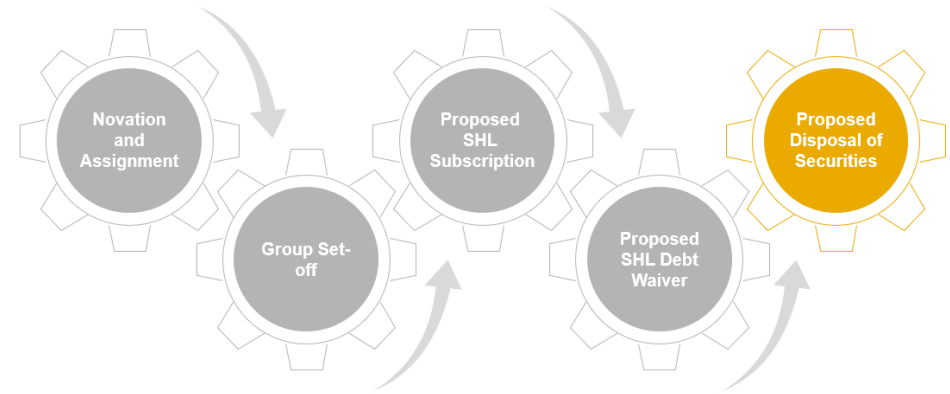 Novation
and
Assignment
Group Set-
off
Proposed
SHL
Subscription
Proposed
SHL Debt
Waiver
Proposed
Disposal of
Securities